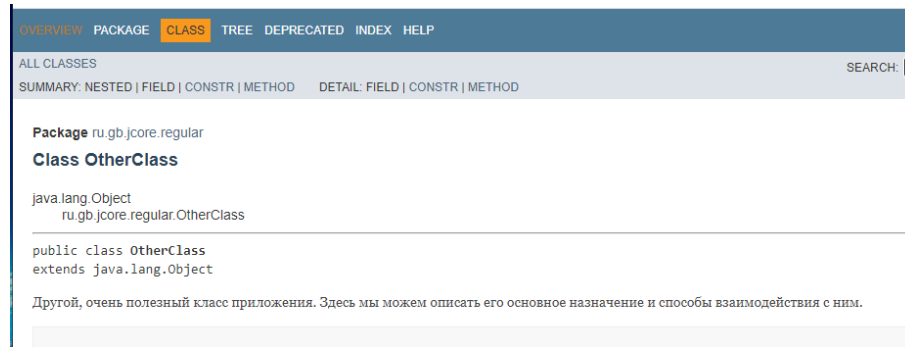 OVERVIEW PACKAGE CLASS TREE DEPRECATED INDEX HELP
ALL CLASSES
SEARCH:
SUMMARY: NESTED | FIELD | CONSTR | METHOD DETAIL: FIELD | CONSTR | METHOD
Package ru.gb.jcore.regular
Class OtherClass
java.lang.Object
ru.gb.jcore.regular.OtherClass
public class OtherClass
extends java.lang.Object
Другой, очень полезный класс приложения. Здесь мы можем описать его основное назначение и способы взаимодействия с ним.